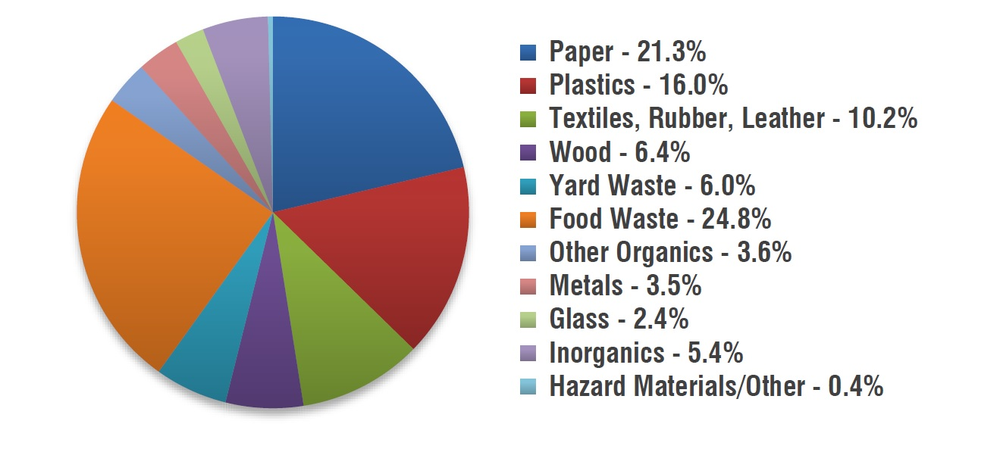 Paper - 21.3%
Plastics - 16.0%
Textiles, Rubber, Leather - 10.2%
Wood - 6.4%
Yard Waste - 6.0%
Food Waste - 24.8%
Other Organics - 3.6%
Metals - 3.5%
Glass - 2.4%
Inorganics - 5.4%
Hazard Materials/Other - 0.4%